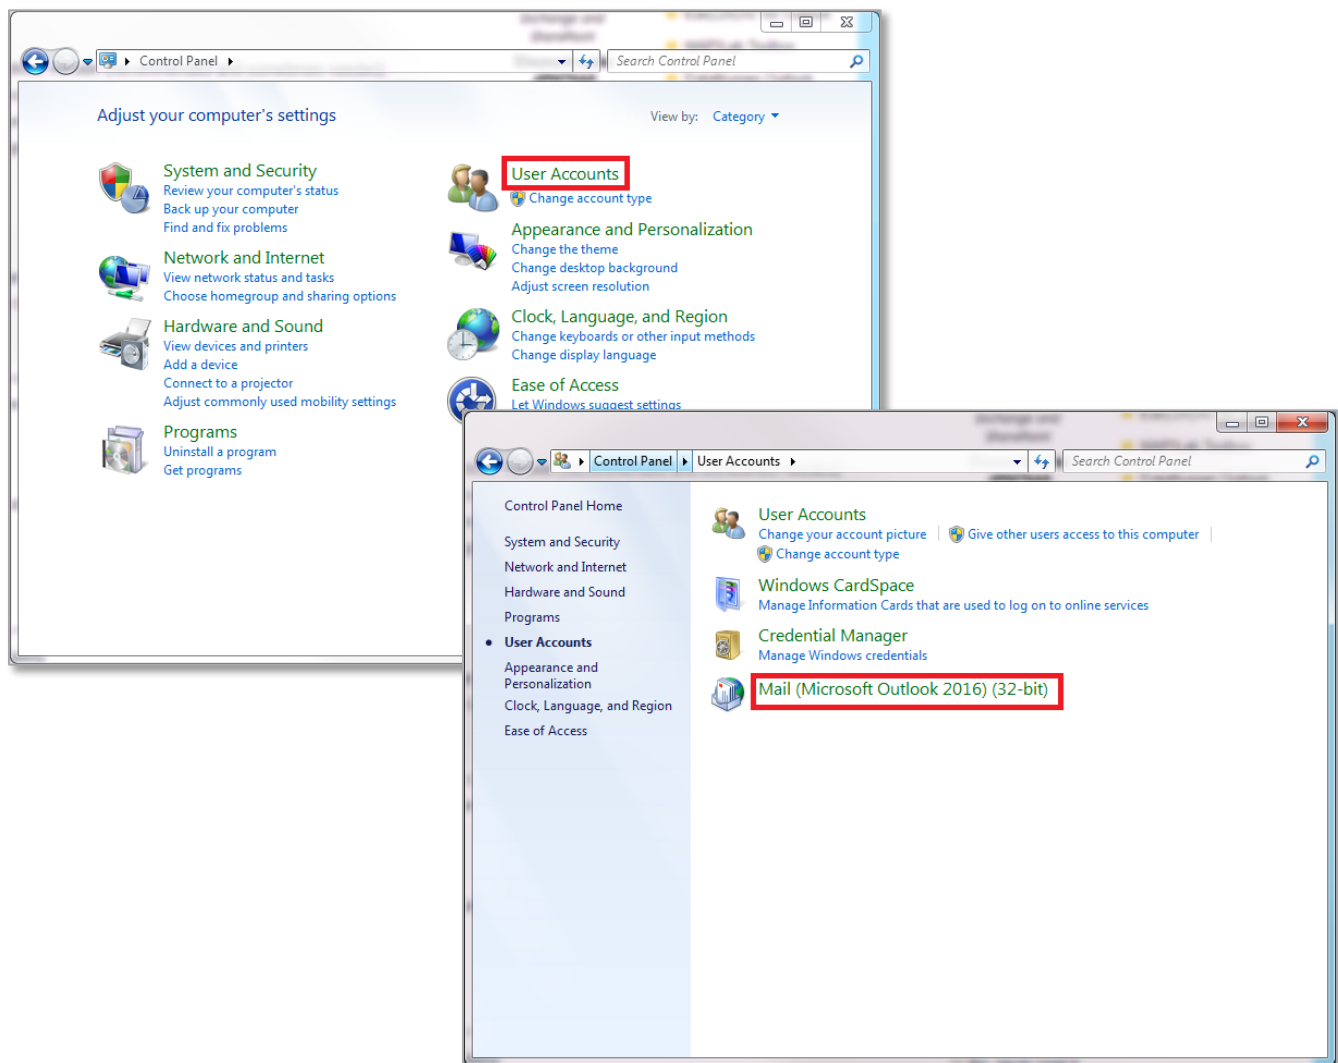 Control Panel
Search Control Panel
Adjust your computer's settings
View by: Category
System and Security
Review your computer's status
Back up your computer
Find and fix problems
Network and Internet
View network status and tasks
Choose homegroup and sharing options
Hardware and Sound
View devices and printers
Add a device
Connect to a projector
Adjust commonly used mobility settings
Programs
Uninstall a program
Get programs
User Accounts
Change account type
Appearance and Personalization
Change the theme
Change desktop background
Adjust screen resolution
Clock, Language, and Region
Change keyboards or other input methods
Change display language
Ease of Access
Let Windows suggest settings
Control Panel User Accounts
Search Control Panel
Control Panel Home
System and Security
Network and Internet
Hardware and Sound
Programs
User Accounts
Appearance and
Personalization
Clock, Language, and Region
Ease of Access
User Accounts
Change your account picture Give other users access to this computer
Change account type
Windows CardSpace
Manage Information Cards that are used to log on to online services
Credential Manager
Manage Windows credentials
Mail (Microsoft Outlook 2016) (32-bit)